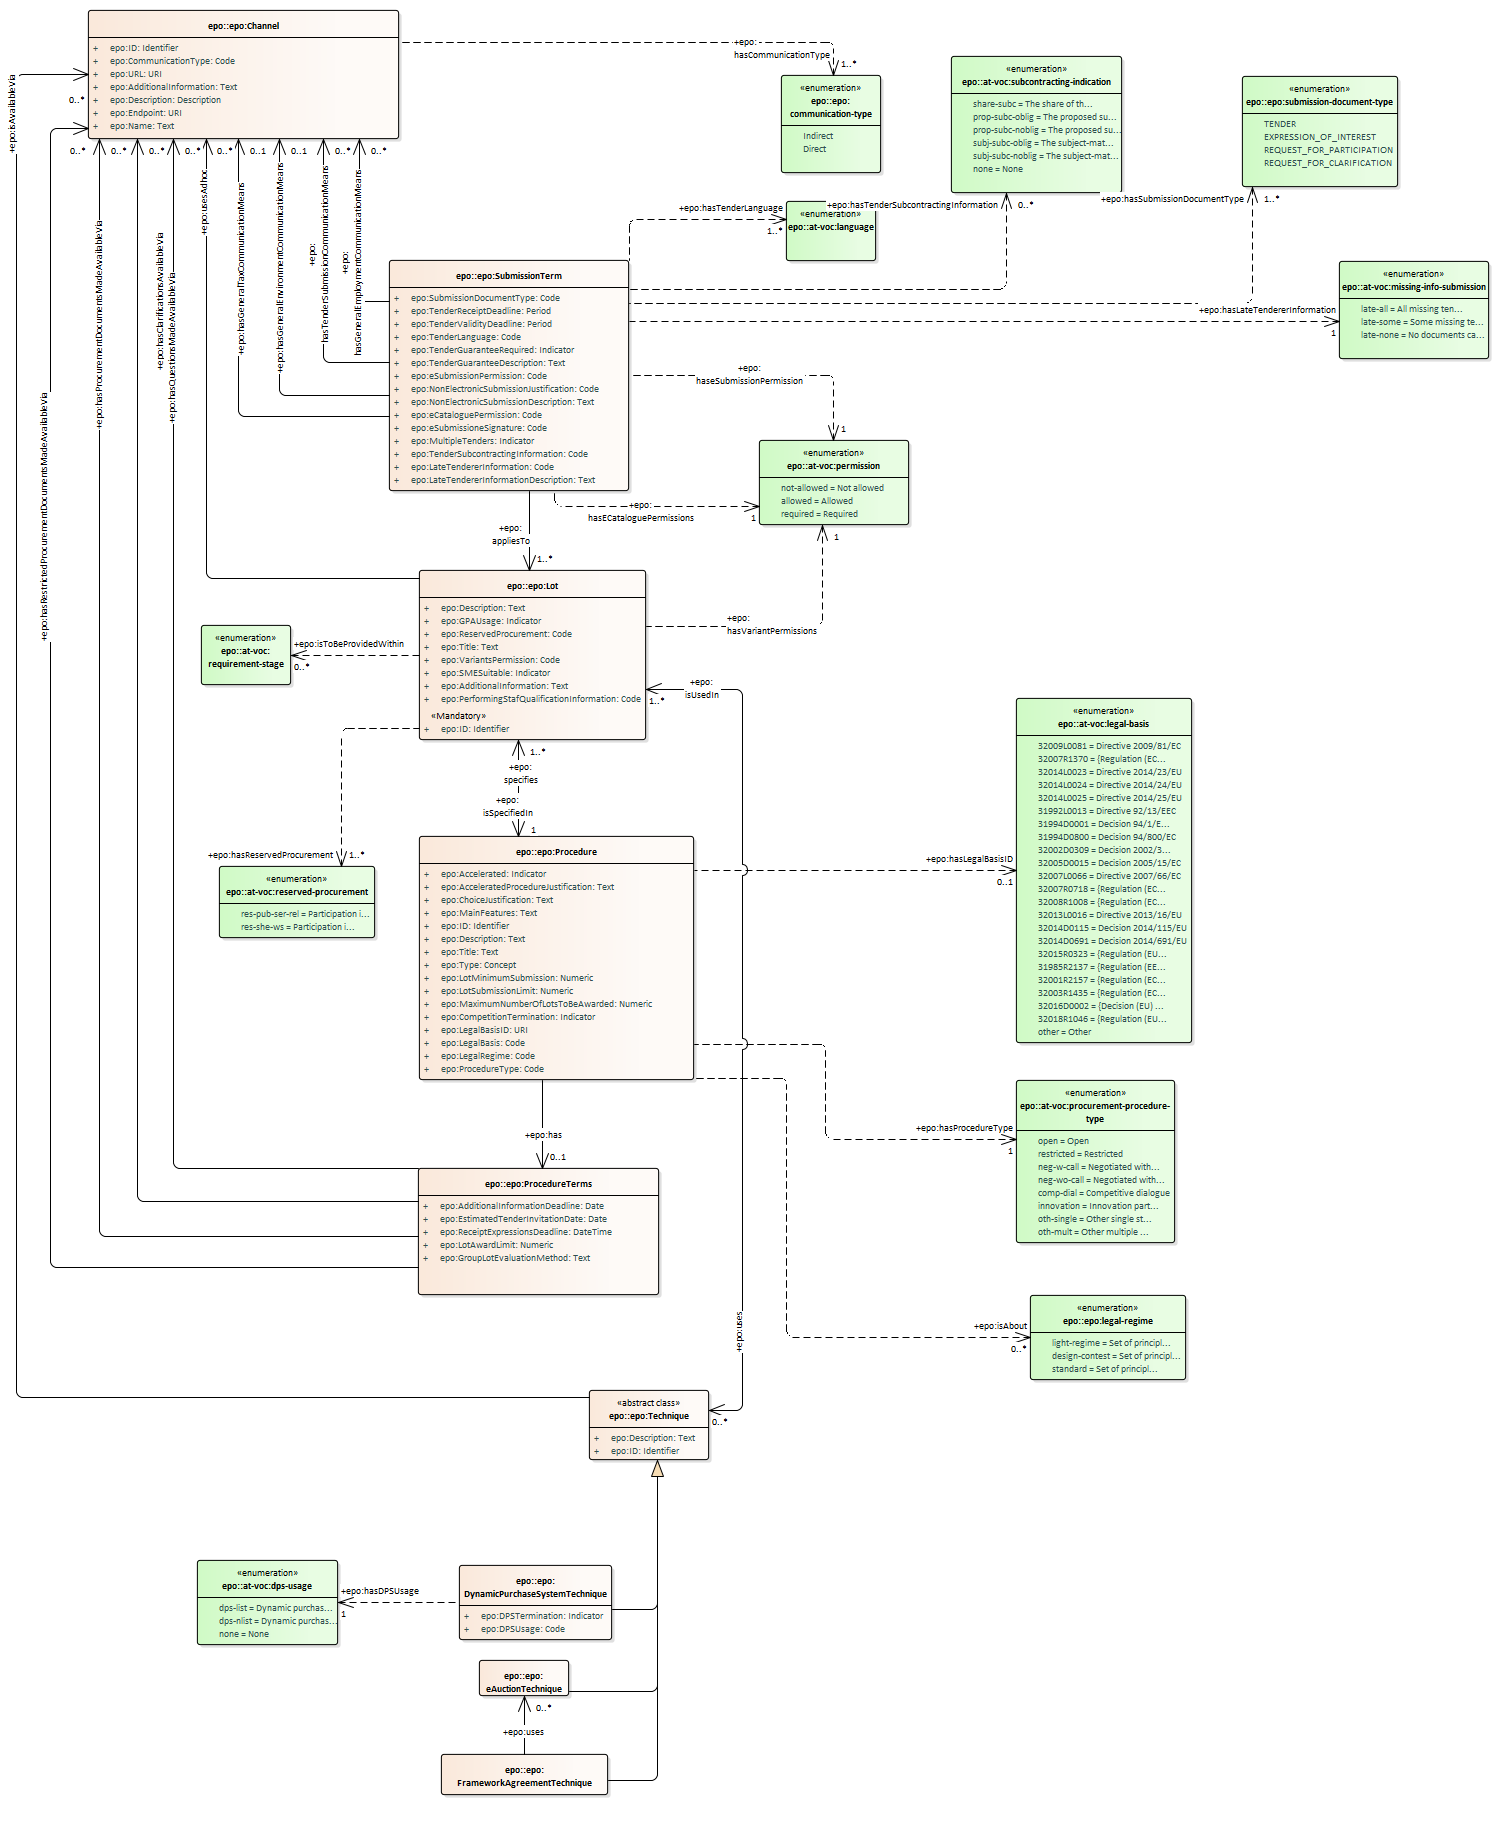 epo::epo:Channel
+ epo:ID: Identifier
+ epo:CommunicationType: Code
+ epo:URL: URI
+ epo:AdditionalInformation: Text
+ epo:Description: Description
+ epo:Endpoint: URI
+ epo:Name: Text
+epo:
hasCommunicationType
1..*
«enumeration»
epo::epo:
communication-type
Indirect
Direct
«enumeration»
epo::at-voc:subcontracting-indication
share-subc = The share of th...
prop-subc-oblig = The proposed su...
prop-subc-noblig = The proposed su...
subj-subc-oblig = The subject-mat...
subj-subc-noblig = The subject-mat...
none = None
«enumeration»
epo::epo:submission-document-type
TENDER
EXPRESSION_OF_INTEREST
REQUEST_FOR_PARTICIPATION
REQUEST_FOR_CLARIFICATION
+epo:isAvailableVia
0..*
0..*
0..*
0..*
0..*
0..*
0..1
0..1
0..*
0..*
+epo:hasRestrictedProcurementDocumentsMadeAvailableVia
+epo:hasProcurementDocumentsMadeAvailableVia
+epo:hasClarificationsAvailableVia
+epo:hasQuestionsMadeAvailableVia
+epo:usesAdhoc
+epo:hasGeneralTaxCommunicationMeans
+epo:hasGeneralEnvironmentCommunicationMeans
+epo:
hasTenderSubmissionCommunicationMeans
+epo:
hasGeneralEmploymentCommunicationMeans
+epo:hasTenderLanguage
1..*
«enumeration»
epo::at-voc:language
+epo:hasTenderSubcontractingInformation
0..*
+epo:hasSubmissionDocumentType
1..*
«enumeration»
epo::at-voc:missing-info-submission
late-all = All missing ten...
late-some = Some missing te...
late-none = No documents ca...
+epo:hasLateTendererInformation
1
epo::epo:SubmissionTerm
+ epo:SubmissionDocumentType: Code
+ epo:TenderReceiptDeadline: Period
+ epo:TenderValidityDeadline: Period
+ epo:TenderLanguage: Code
+ epo:TenderGuaranteeRequired: Indicator
+ epo:TenderGuaranteeDescription: Text
+ epo:eSubmissionPermission: Code
+ epo:NonElectronicSubmissionJustification: Code
+ epo:NonElectronicSubmissionDescription: Text
+ epo:eCataloguePermission: Code
+ epo:eSubmissioneSignature: Code
+ epo:MultipleTenders: Indicator
+ epo:TenderSubcontractingInformation: Code
+ epo:LateTendererInformation: Code
+ epo:LateTendererInformationDescription: Text
+epo:
haseSubmissionPermission
1
«enumeration»
epo::at-voc:permission
not-allowed = Not allowed
allowed = Allowed
required = Required
+epo:
hasECataloguePermissions
1
1
+epo:
appliesTo
1..*
epo::epo:Lot
+ epo:Description: Text
+ epo:GPAUsage: Indicator
+ epo:ReservedProcurement: Code
+ epo:Title: Text
+ epo:VariantsPermission: Code
+ epo:SMESuitable: Indicator
+ epo:AdditionalInformation: Text
+ epo:PerformingStafQualificationInformation: Code
«Mandatory»
+ epo:ID: Identifier
+epo:
hasVariantPermissions
«enumeration»
epo::at-voc:
requirement-stage
+epo:isToBeProvidedWithin
0..*
+epo:
isUsedIn
1..*
1..*
+epo:
specifies
+epo:
isSpecifiedIn
1
+epo:hasReservedProcurement
1..*
«enumeration»
epo::at-voc:reserved-procurement
res-pub-ser-rel = Participation i...
res-she-ws = Participation i...
epo::epo:Procedure
+ epo:Accelerated: Indicator
+ epo:AcceleratedProcedureJustification: Text
+ epo:ChoiceJustification: Text
+ epo:MainFeatures: Text
+ epo:ID: Identifier
+ epo:Description: Text
+ epo:Title: Text
+ epo:Type: Concept
+ epo:LotMinimumSubmission: Numeric
+ epo:LotSubmissionLimit: Numeric
+ epo:MaximumNumberOfLotsToBeAwarded: Numeric
+ epo:CompetitionTermination: Indicator
+ epo:LegalBasisID: URI
+ epo:LegalBasis: Code
+ epo:LegalRegime: Code
+ epo:ProcedureType: Code
+epo:hasLegalBasisID
0..1
«enumeration»
epo::at-voc:legal-basis
32009L0081 = Directive 2009/81/EC
32007R1370 = {Regulation (EC...
32014L0023 = Directive 2014/23/EU
32014L0024 = Directive 2014/24/EU
32014L0025 = Directive 2014/25/EU
31992L0013 = Directive 92/13/EEC
31994D0001 = Decision 94/1/E...
31994D0800 = Decision 94/800/EC
32002D0309 = Decision 2002/3...
32005D0015 = Decision 2005/15/EC
32007L0066 = Directive 2007/66/EC
32007R0718 = {Regulation (EC...
32008R1008 = {Regulation (EC...
32013L0016 = Directive 2013/16/EU
32014D0115 = Decision 2014/115/EU
32014D0691 = Decision 2014/691/EU
32015R0323 = {Regulation (EU...
31985R2137 = {Regulation (EE...
32001R2157 = {Regulation (EC...
32003R1435 = {Regulation (EC...
32016D0002 = {Decision (EU) ...
32018R1046 = {Regulation (EU...
other = Other
+epo:hasProcedureType
1
«enumeration»
epo::at-voc:procurement-procedure-
type
open = Open
restricted = Restricted
neg-w-call = Negotiated with...
neg-wo-call = Negotiated with...
comp-dial = Competitive dialogue
innovation = Innovation part...
oth-single = Other single st...
oth-mult = Other multiple ...
+epo:has
0..1
epo::epo:ProcedureTerms
+ epo:AdditionalInformationDeadline: Date
+ epo:EstimatedTenderInvitationDate: Date
+ epo:ReceiptExpressionsDeadline: DateTime
+ epo:LotAwardLimit: Numeric
+ epo:GroupLotEvaluationMethod: Text
+epo:isAbout
0..*
«enumeration»
epo::epo:legal-regime
light-regime = Set of principl...
design-contest = Set of principl...
standard = Set of principl...
+epo:uses
0..*
«abstract class»
epo::epo:Technique
+ epo:Description: Text
+ epo:ID: Identifier
«enumeration»
epo::at-voc:dps-usage
dps-list = Dynamic purchas...
dps-nlist = Dynamic purchas...
none = None
+epo:hasDPSUsage
1
epo::epo:
DynamicPurchaseSystemTechnique
+ epo:DPSTermination: Indicator
+ epo:DPSUsage: Code
epo::epo:
eAuctionTechnique
0..*
+epo:uses
epo::epo:
FrameworkAgreementTechnique